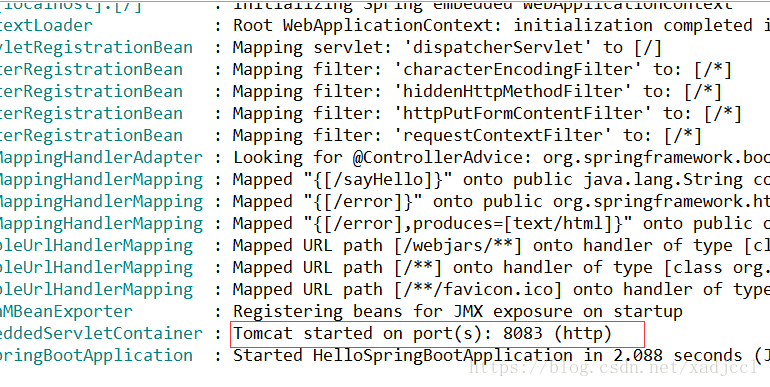 [localhost].[/] : Initializing Spring embedded WebApplicationContext
textLoader : Root WebApplicationContext: initialization completed i
vletRegistrationBean : Mapping servlet: 'dispatcherServlet' to [/]
terRegistrationBean : Mapping filter: 'characterEncodingFilter' to: [/*]
terRegistrationBean : Mapping filter: 'hiddenHttpMethodFilter' to: [/*]
terRegistrationBean : Mapping filter: 'httpPutFormContentFilter' to: [/*]
terRegistrationBean : Mapping filter: 'requestContextFilter' to: [/*]
MappingHandlerAdapter : Looking for @ControllerAdvice: org.springframework.boo
MappingHandlerMapping : Mapped "{[/sayHello]}" onto public java.lang.String co
MappingHandlerMapping : Mapped "{[/error]}" onto public org.springframework.ht
MappingHandlerMapping : Mapped "{[/error],produces=[text/html]}" onto public o
pleUrlHandlerMapping : Mapped URL path [/webjars/**] onto handler of type [cl
pleUrlHandlerMapping : Mapped URL path [/**] onto handler of type [class org.
pleUrlHandlerMapping : Mapped URL path [/**/favicon.ico] onto handler of type
nMBeanExporter : Registering beans for JMX exposure on startup
eddedServletContainer : Tomcat started on port(s): 8083 (http)
pringBootApplication : Started HelloSpringBootApplication in 2.088 seconds (J
https://blog.csdn.net/xadjccl